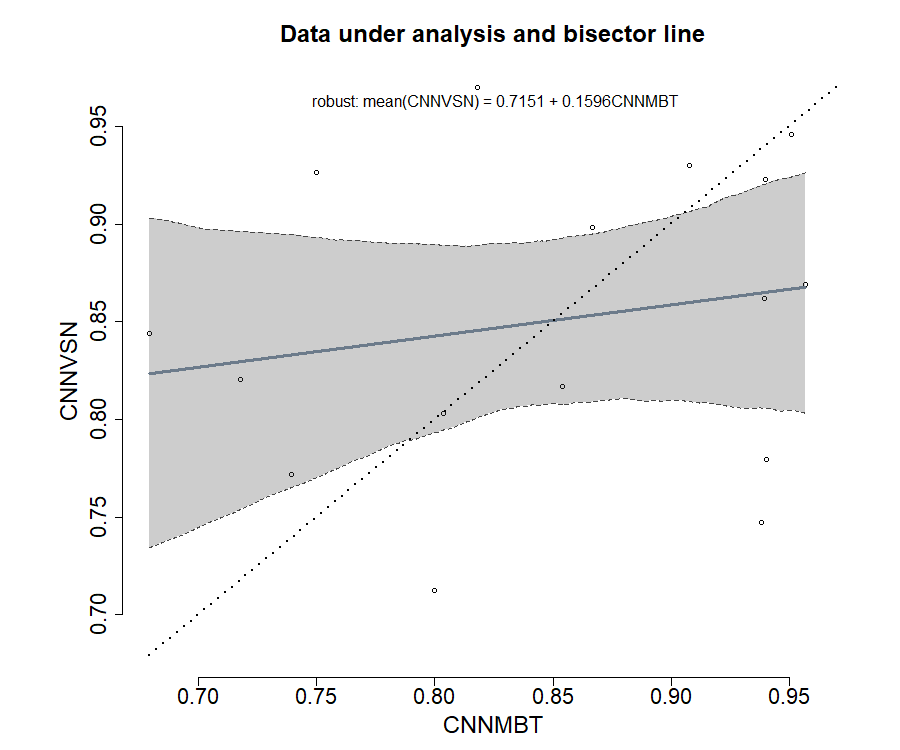 Data under analysis and bisector line
robust: mean(CNNVSN) = 0.7151 + 0.1596CNNMBT
0.95
0.90
0.85
0.80
0.75
0.70
CNNVSN
0.70 0.75 0.80 0.85 0.90 0.95
CNNMBT